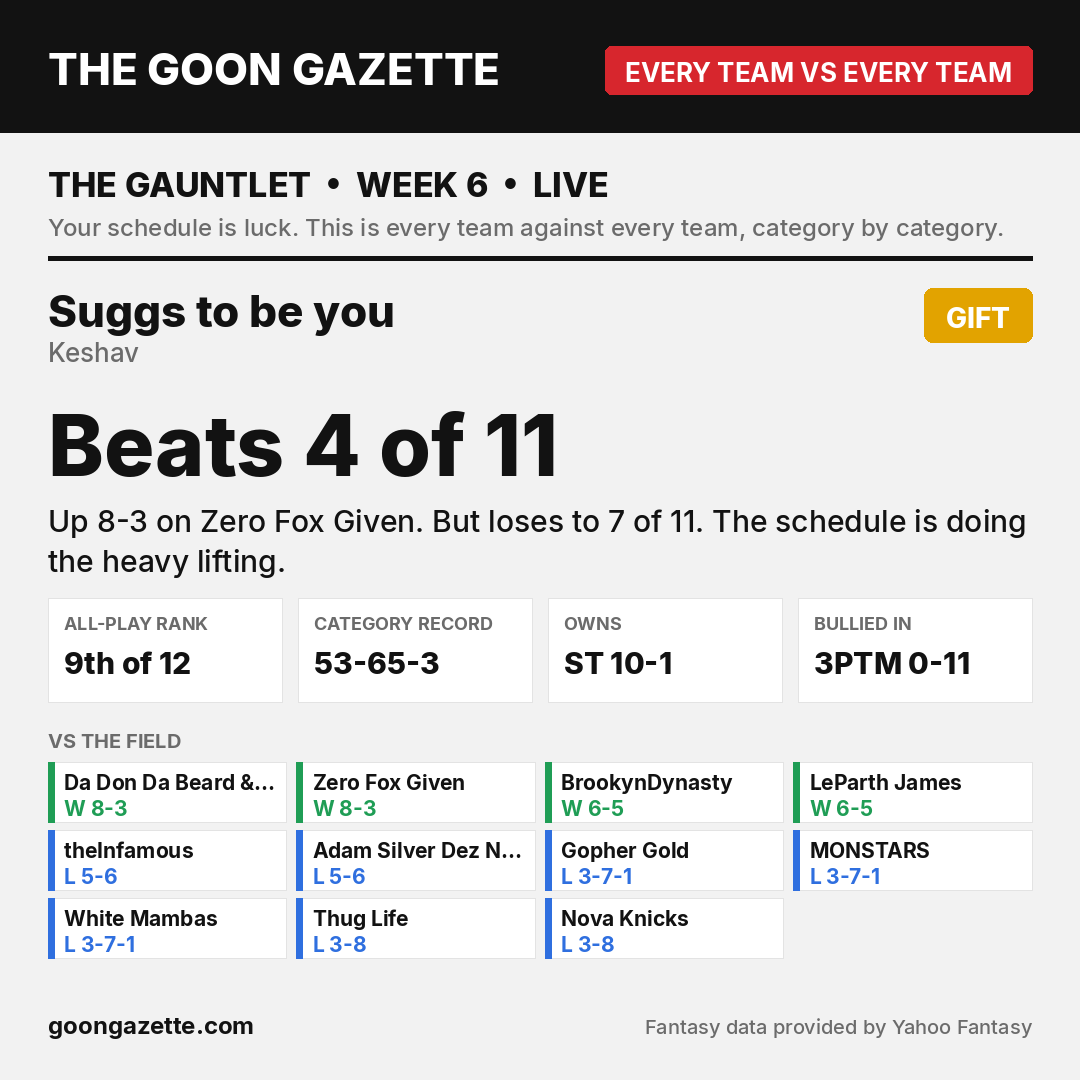 THE GOON GAZETTE
EVERY TEAM VS EVERY TEAM
THE GAUNTLET • WEEK 6 • LIVE
Your schedule is luck. This is every team against every team, category by category.
Suggs to be you
GIFT
Keshav
Beats 4 of 11
Up 8-3 on Zero Fox Given. But loses to 7 of 11. The schedule is doing
the heavy lifting.
ALL-PLAY RANK
9th of 12
CATEGORY RECORD
53-65-3
OWNS
ST 10-1
BULLIED IN
3PTM 0-11
VS THE FIELD
Da Don Da Beard &...
W 8-3
Zero Fox Given
W 8-3
BrookynDynasty
W 6-5
LeParth James
W 6-5
theInfamous
L 5-6
Adam Silver Dez N...
L 5-6
Gopher Gold
L 3-7-1
MONSTARS
L 3-7-1
White Mambas
L 3-7-1
Thug Life
L 3-8
Nova Knicks
L 3-8
goongazette.com
Fantasy data provided by Yahoo Fantasy